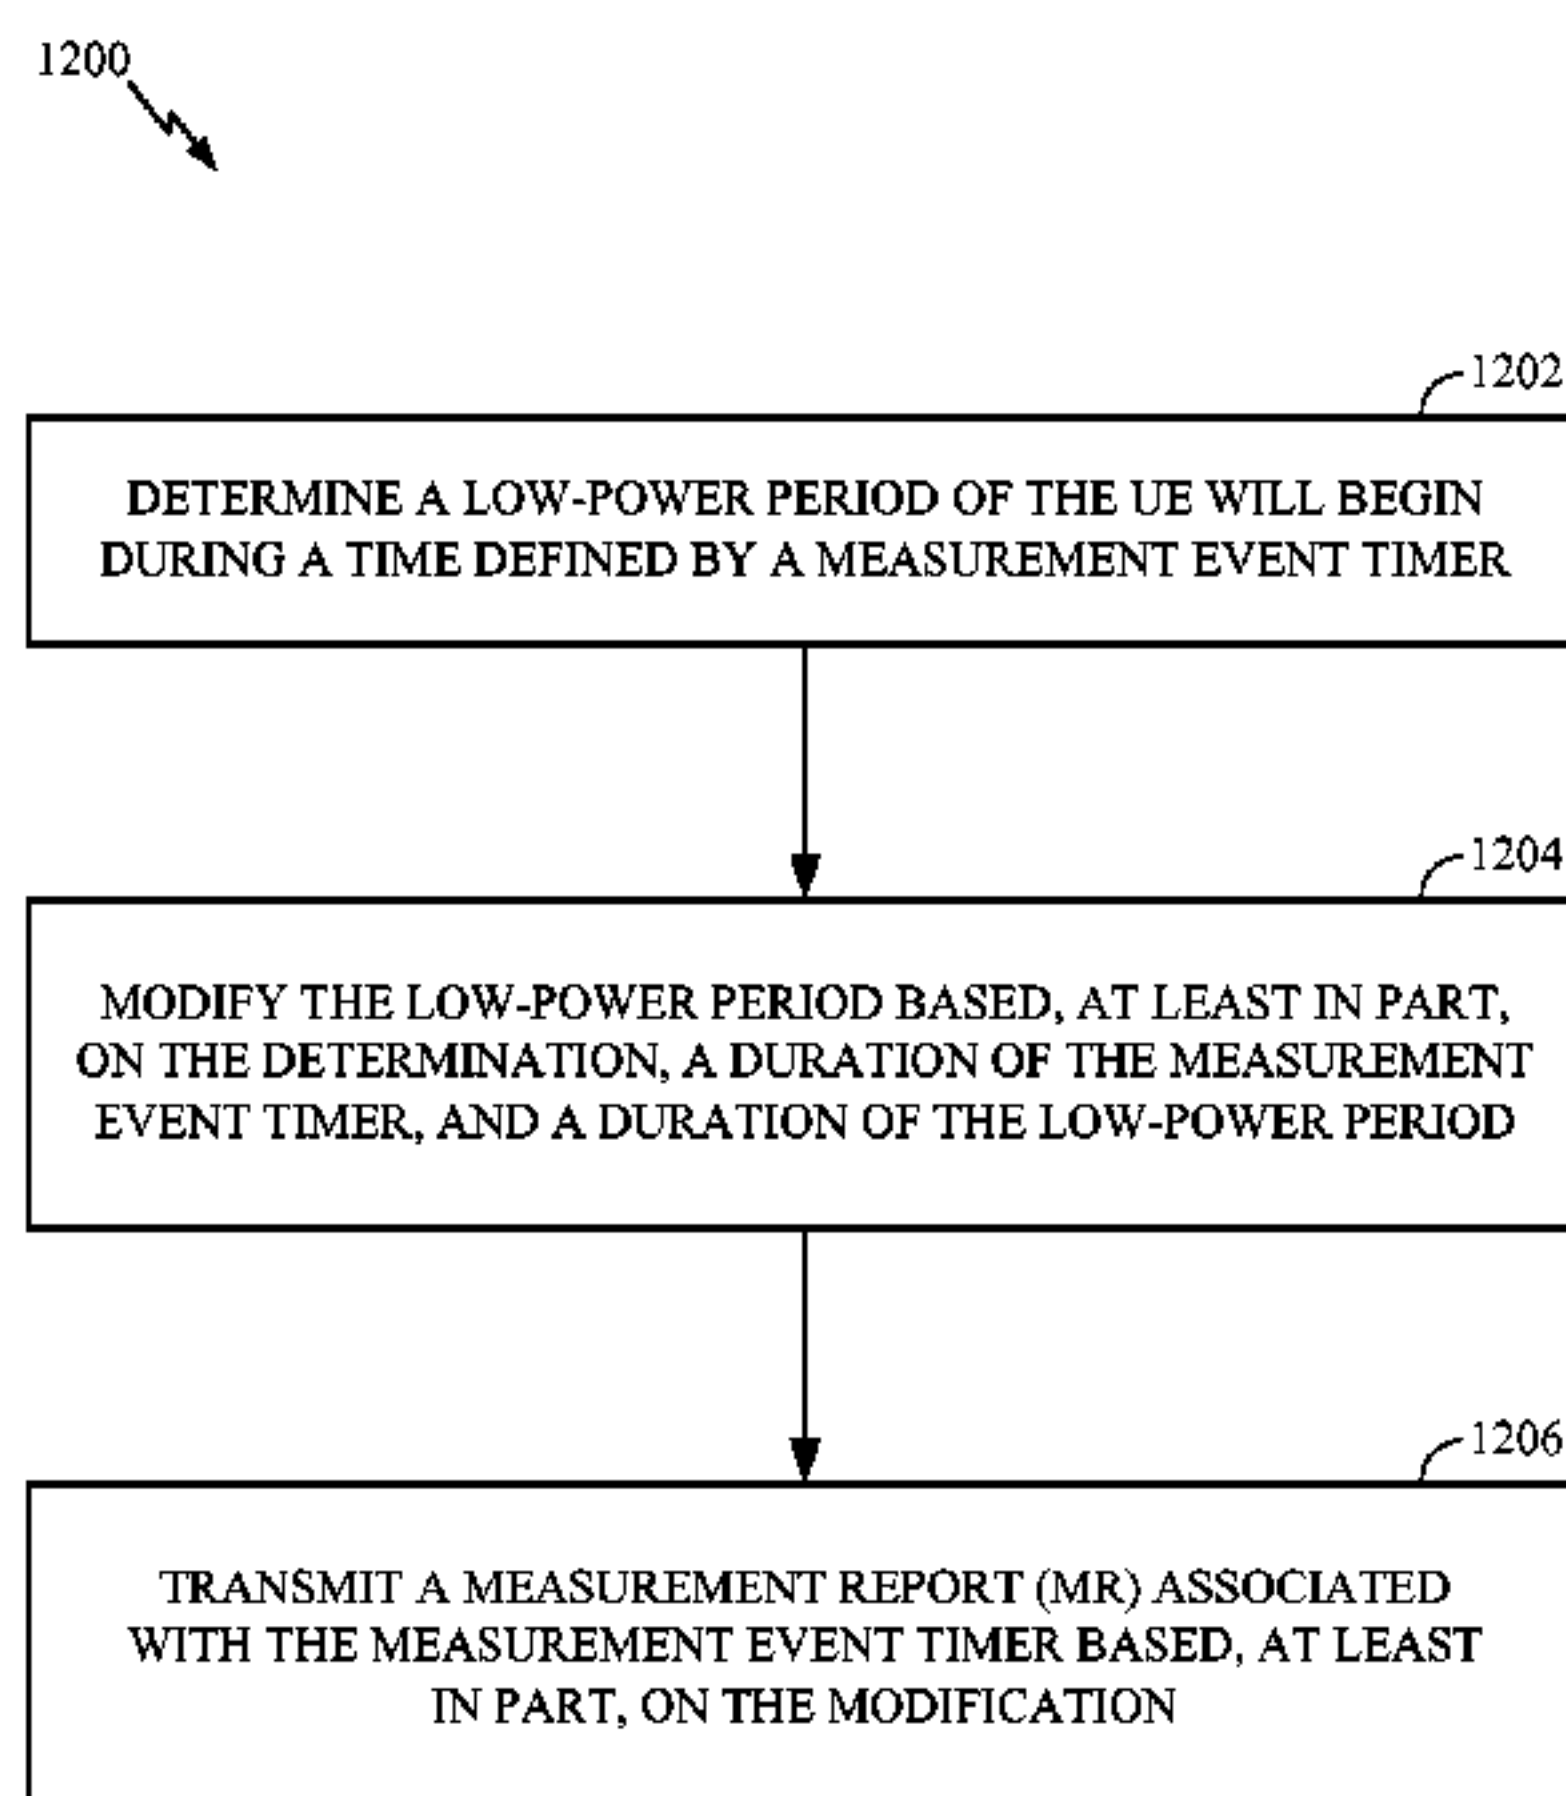 1200
1202
DETERMINE A LOW-POWER PERIOD OF THE UE WILL BEGIN
DURING A TIME DEFINED BY A MEASUREMENT EVENT TIMER
1204
MODIFY THE LOW-POWER PERIOD BASED, AT LEAST IN PART,
ON THE DETERMINATION, A DURATION OF THE MEASUREMENT
EVENT TIMER, AND A DURATION OF THE LOW-POWER PERIOD
1206
TRANSMIT A MEASUREMENT REPORT (MR) ASSOCIATED
WITH THE MEASUREMENT EVENT TIMER BASED, AT LEAST
IN PART, ON THE MODIFICATION